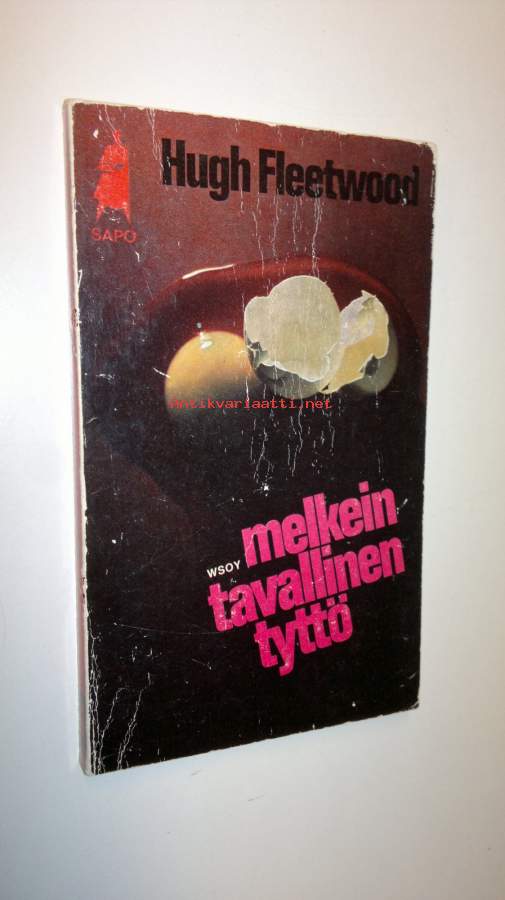 Hugh Fleetwood
SAPO
Antikvariaatti.net
melkein
WSOY
tavallinen
tyttö